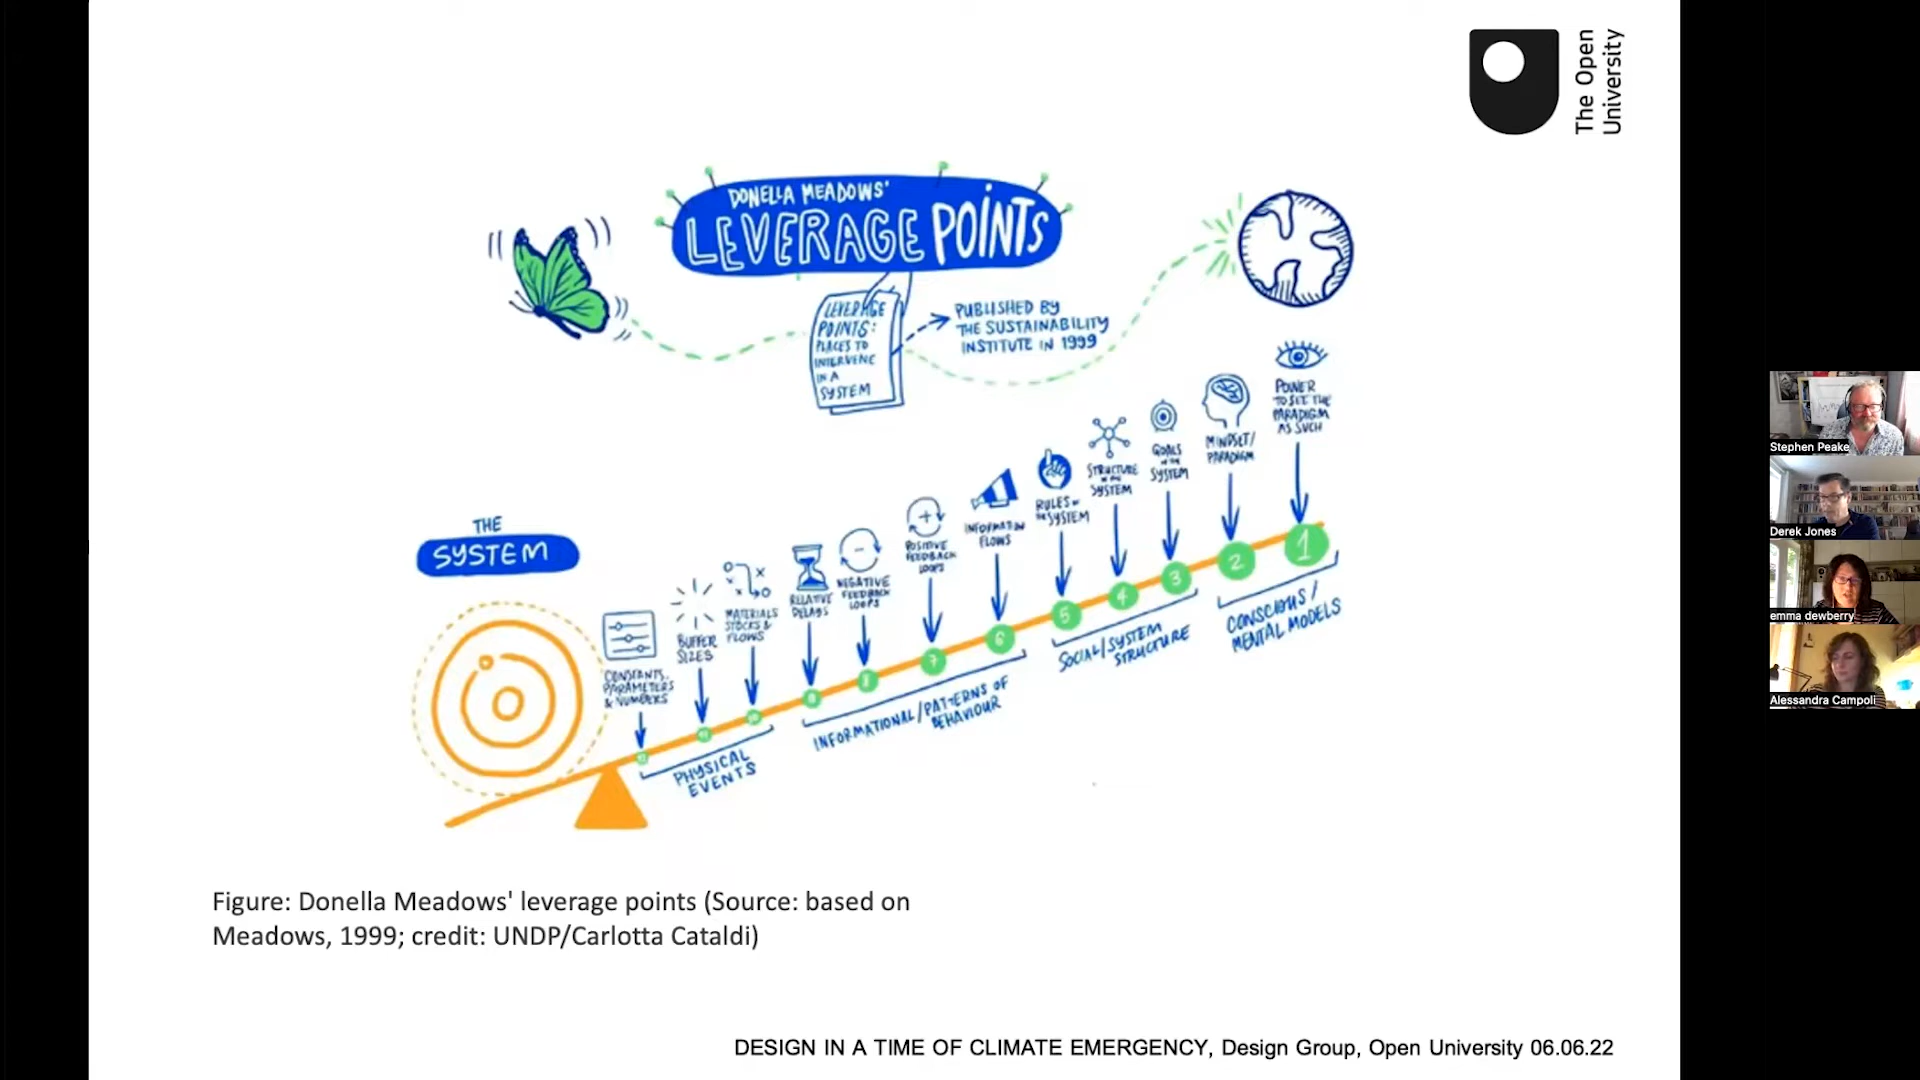 The Open
University
DONELLA MEADOWS'
LEVERAGE POINTS
LEVERAGE
POINTS:
PLACES TO
INTERVENE
IN A
SYSTEM
PUBLISHED BY
THE SUSTAINABILITY
INSTITUTE IN 1999
POWER
TO SEE THE
PARADIGM
AS SUCH
MINDSET/
PARADIGM
GOALS
OF THE
SYSTEM
STRUCTURE
OF THE
SYSTEM
RULES OF
THE SYSTEM
INFORMATION
FLOWS
POSITIVE
FEEDBACK
LOOPS
NEGATIVE
FEEDBACK
LOOPS
RELATIVE
DELAYS
MATERIALS
STOCKS &
FLOWS
BUFFER
SIZES
CONSTANTS,
PARAMETERS
& NUMBERS
THE
SYSTEM
12
11
10
9
8
7
6
5
4
3
2
1
PHYSICAL
EVENTS
INFORMATIONAL/PATTERNS OF
BEHAVIOUR
SOCIAL/SYSTEM
STRUCTURE
CONSCIOUS/
MENTAL MODELS
Figure: Donella Meadows' leverage points (Source: based on
Meadows, 1999; credit: UNDP/Carlotta Cataldi)
DESIGN IN A TIME OF CLIMATE EMERGENCY, Design Group, Open University 06.06.22
Stephen Peake
Derek Jones
emma dewberry
Alessandra Campoli